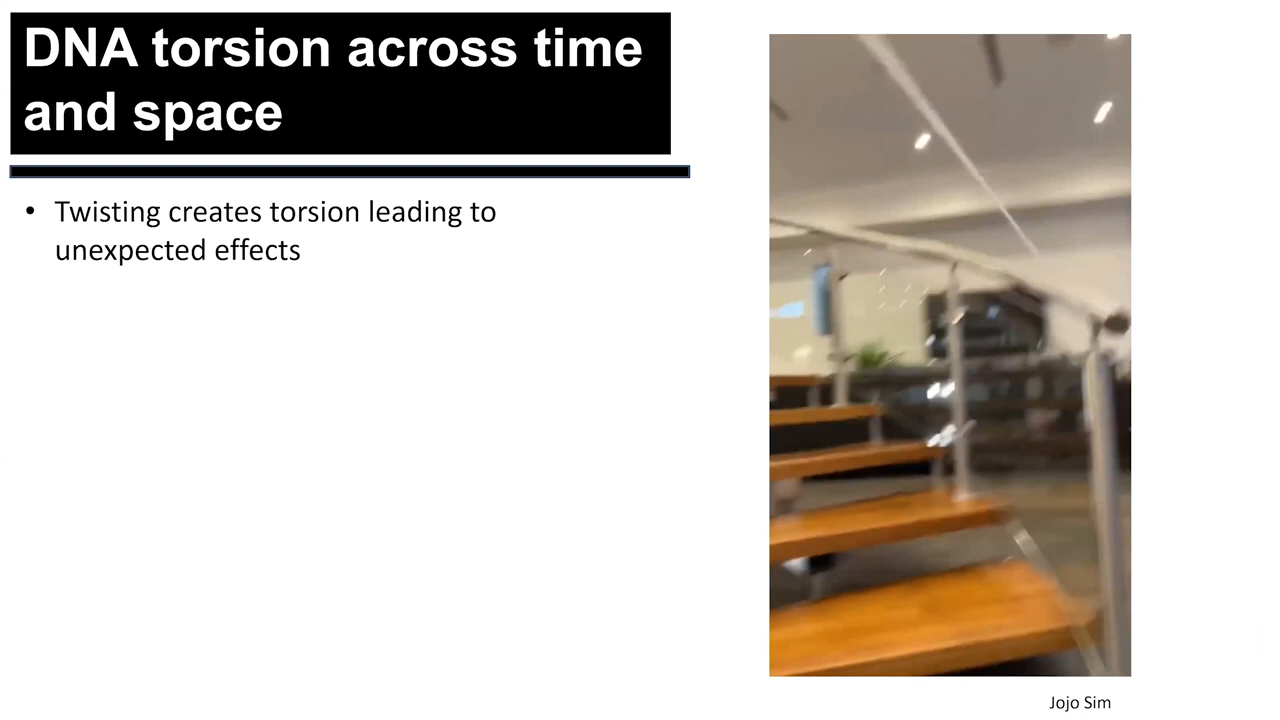 DNA torsion across time
and space
• Twisting creates torsion leading to
unexpected effects
Jojo Sim